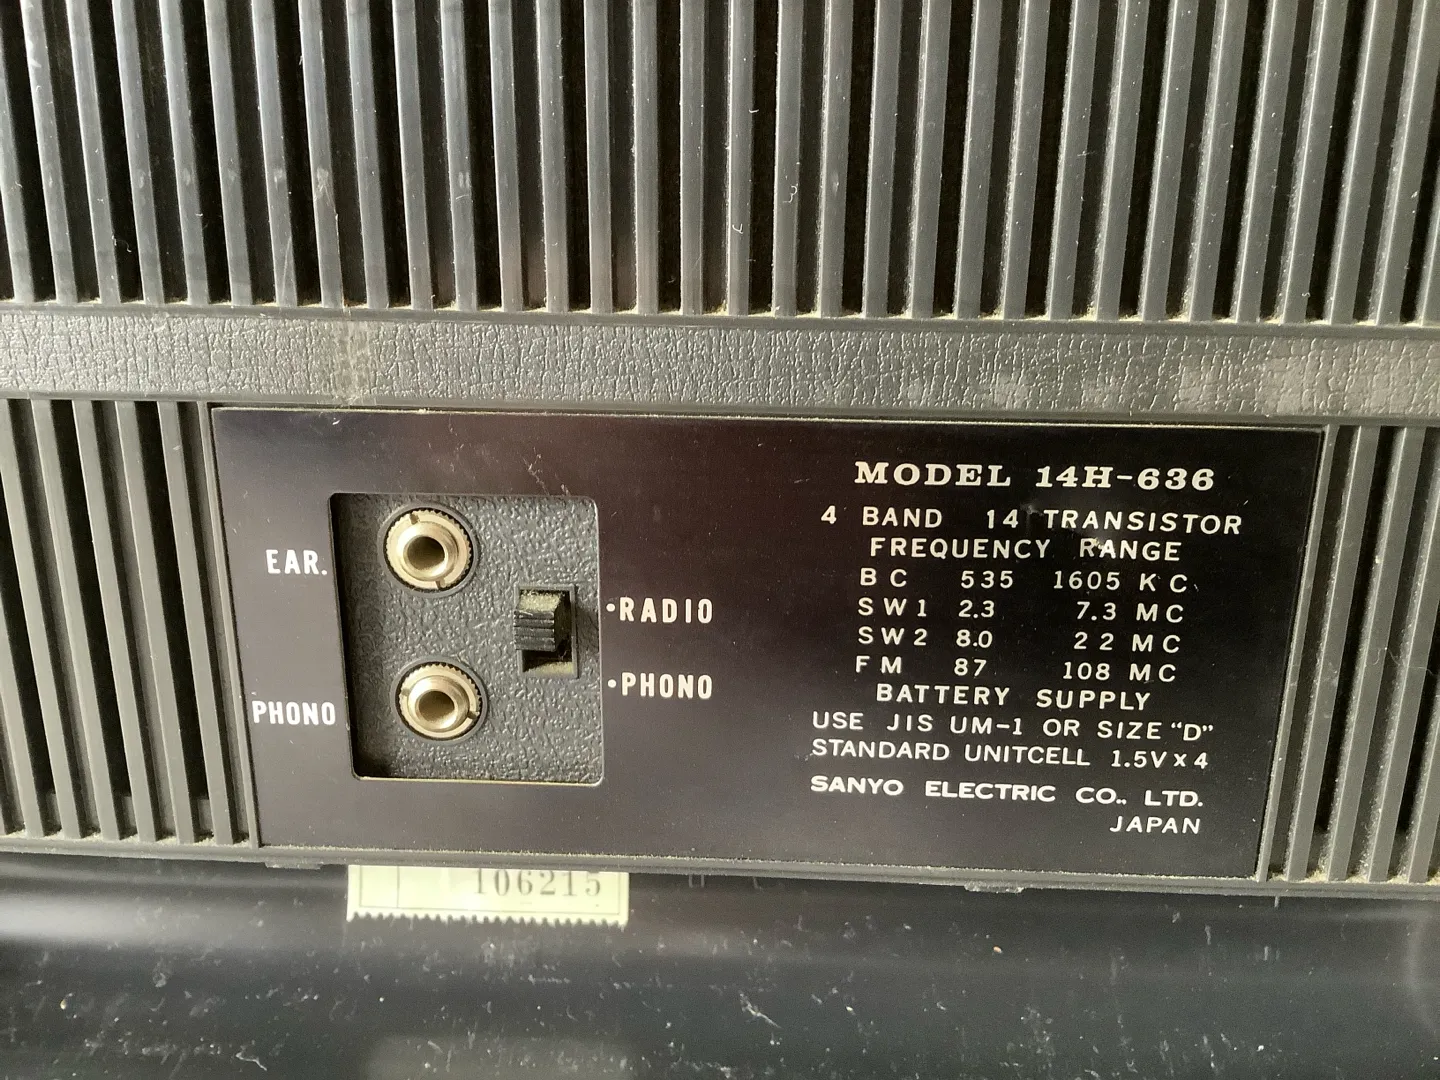 EAR.
PHONO
•RADIO
•PHONO
MODEL 14H-636
4 BAND 14 TRANSISTOR
FREQUENCY RANGE
BC 535 1605 KC
SW1 2.3 7.3 MC
SW2 8.0 22 MC
FM 87 108 MC
BATTERY SUPPLY
USE JIS UM-1 OR SIZE "D"
STANDARD UNITCELL 1.5V×4
SANYO ELECTRIC CO., LTD.
JAPAN
106215